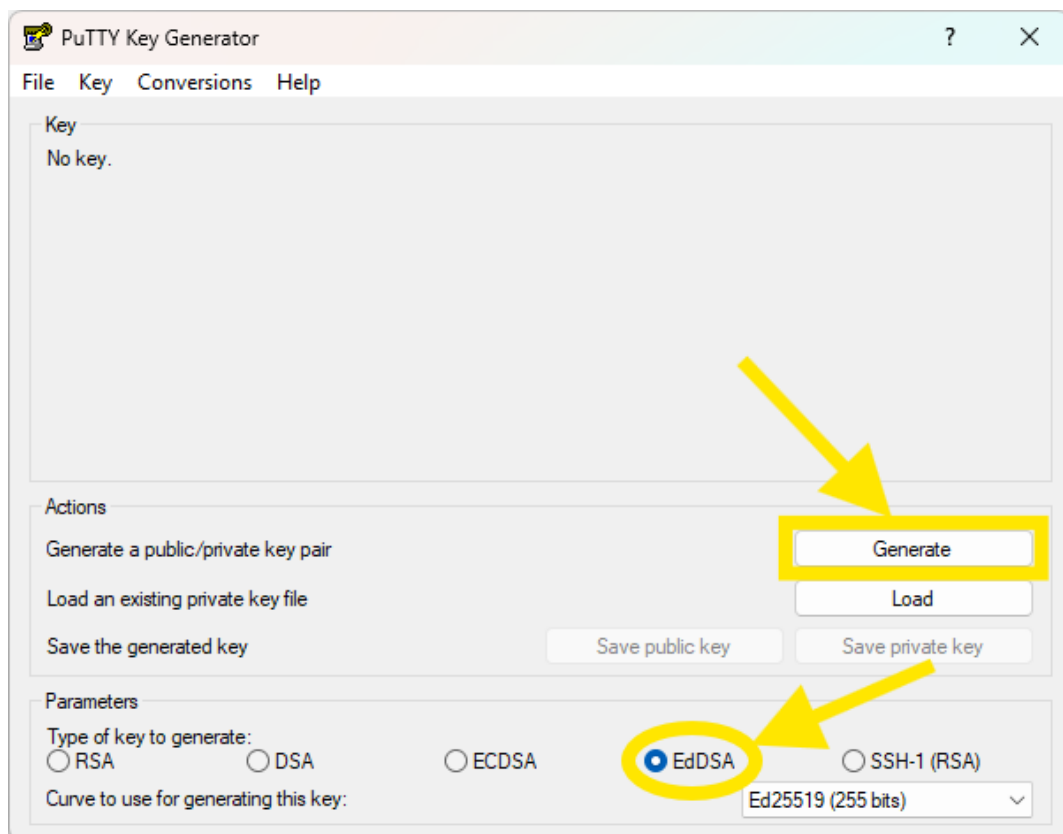 PuTTY Key Generator
? 
File Key Conversions Help
Key
No key.
Actions
Generate a public/private key pair
Generate
Load an existing private key file
Load
Save the generated key
Save public key
Save private key
Parameters
Type of key to generate:
RSA
DSA
ECDSA
EdDSA
SSH-1 (RSA)
Curve to use for generating this key:
Ed25519 (255 bits)